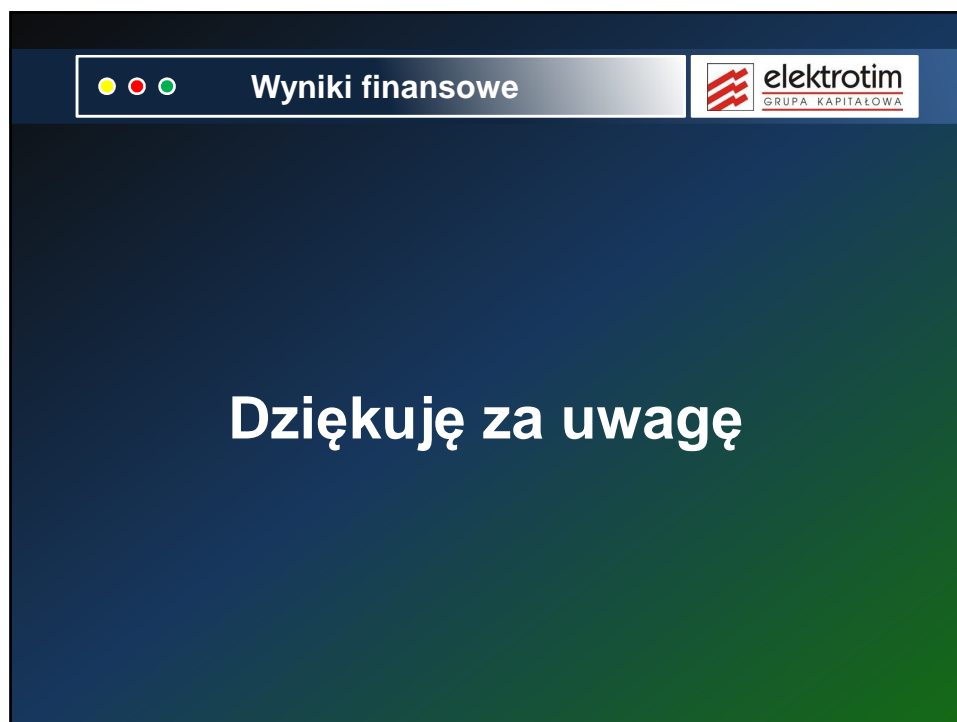 Wyniki finansowe
elektrotim
GRUPA KAPITAŁOWA
Dziękuję za uwagę